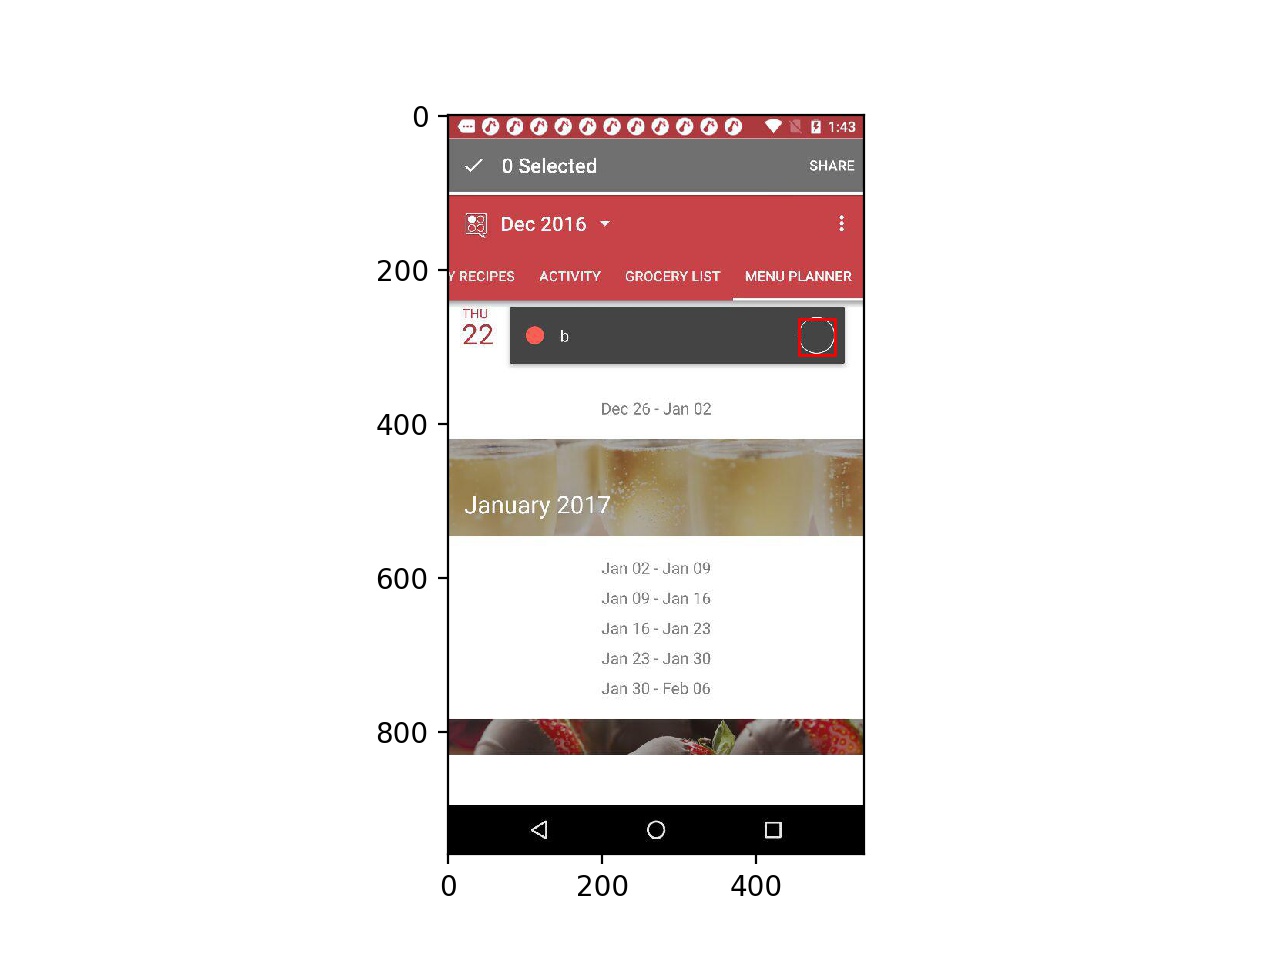 0
1:43
0 Selected
SHARE
Dec 2016
200
Y RECIPES
ACTIVITY
GROCERY LIST
MENU PLANNER
THU
22
b
Dec 26 - Jan 02
400
January 2017
Jan 02 - Jan 09
600
Jan 09 - Jan 16
Jan 16 - Jan 23
Jan 23 - Jan 30
Jan 30 - Feb 06
800
0
200
400